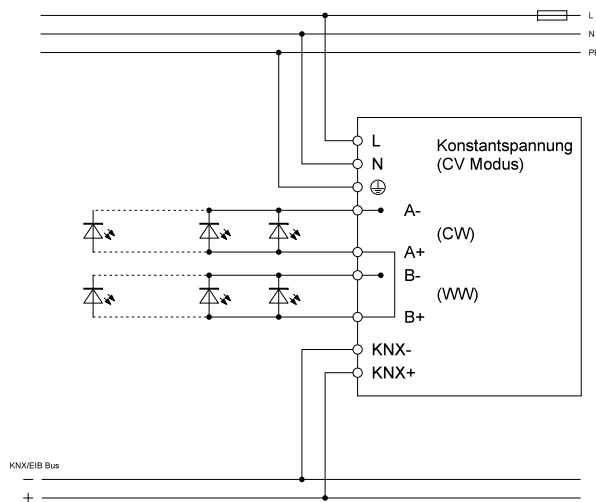 L
N
PE
L
Konstantspannung
N
(CV Modus)
A-
(CW)
A+
B-
(WW)
B+
KNX-
KNX+
KNX/EIB Bus
−
+